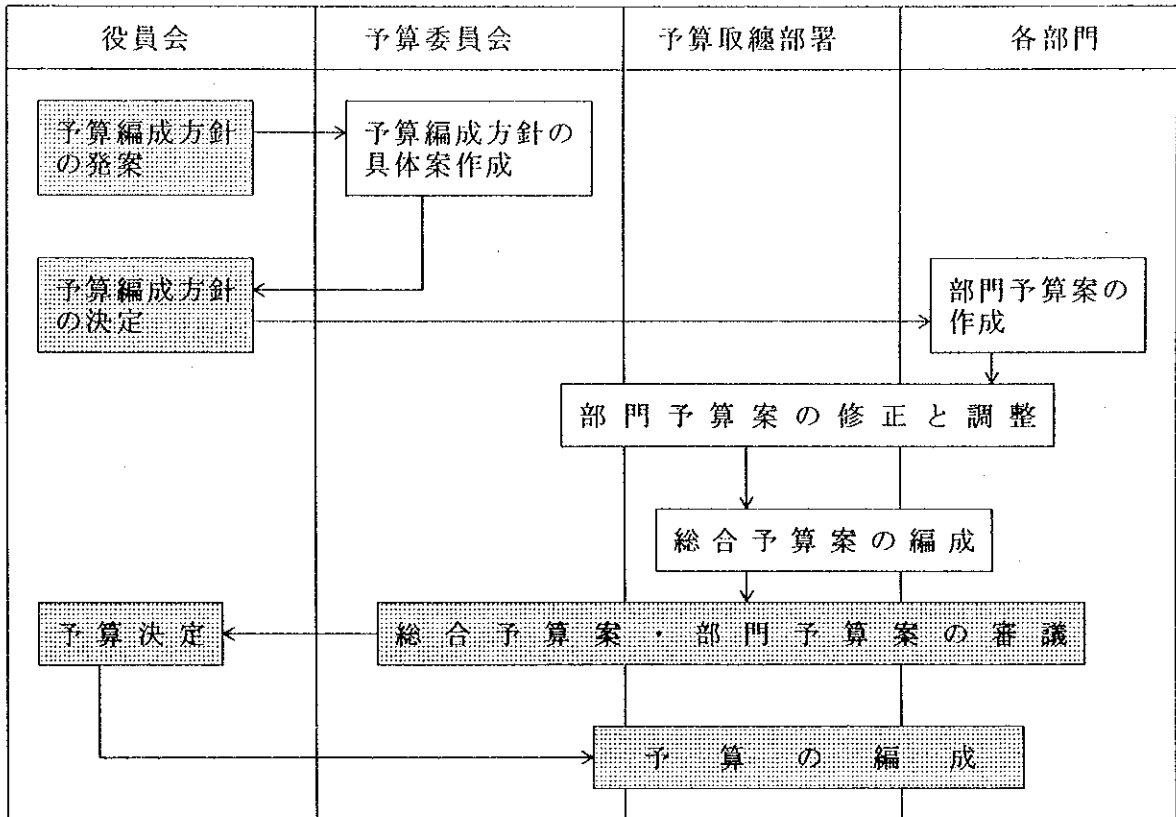 役員会
予算委員会
予算取纏部署
各部門
予算編成方針
の発案
予算編成方針の
具体案作成
予算編成方針
の決定
部門予算案の
作成
部門予算案の修正と調整
総合予算案の編成
予算決定
総合予算案・部門予算案の審議
予算の編成